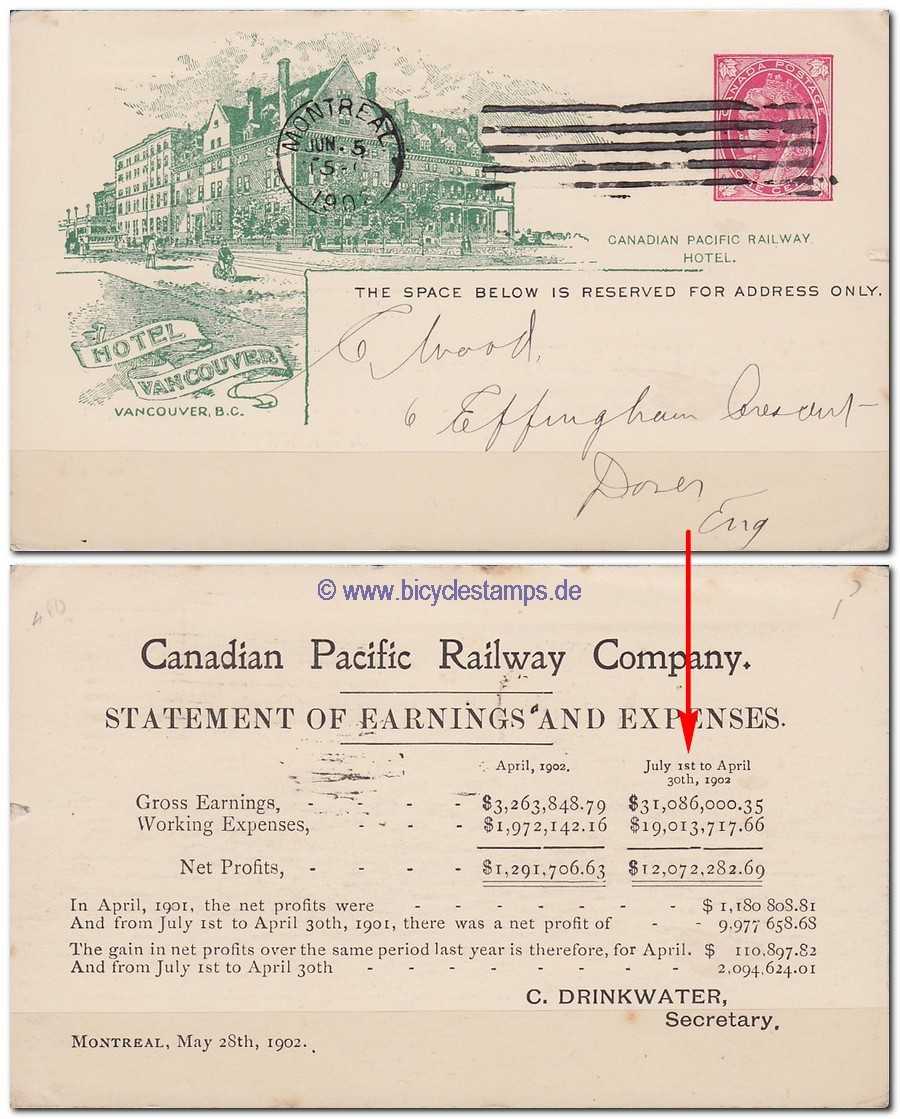 CANADA POSTAGE
ONE CENT
MONTREAL
JUN. 5
190
CANADIAN PACIFIC RAILWAY
HOTEL.
THE SPACE BELOW IS RESERVED FOR ADDRESS ONLY.
HOTEL
VANCOUVER
VANCOUVER, B.C.
C Wood,
6 Effingham Crescent
Dover
Eng
© www.bicyclestamps.de
Canadian Pacific Railway Company.
STATEMENT OF EARNINGS AND EXPENSES.
April, 1902. July 1st to April 30th, 1902
Gross Earnings, - - - - $3,263,848.79 $31,086,000.35
Working Expenses, - - - $1,972,142.16 $19,013,717.66
Net Profits, - - - - $1,291,706.63 $12,072,282.69
In April, 1901, the net profits were - - - - - - - $ 1,180 808.81
And from July 1st to April 30th, 1901, there was a net profit of - - 9,977 658.68
The gain in net profits over the same period last year is therefore, for April. $ 110,897.82
And from July 1st to April 30th - - - - - - - - 2,094,624.01
C. DRINKWATER,
Secretary.
MONTREAL, May 28th, 1902.